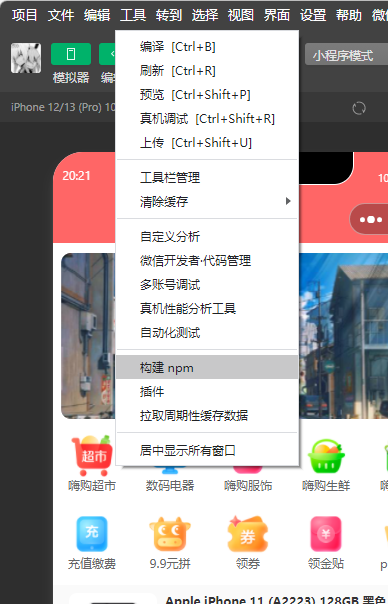 项目 文件 编辑 工具 转到 选择 视图 界面 设置 帮助 微信
小程序模式
模拟器 编辑
iPhone 12/13 (Pro) 10
编译 [Ctrl+B]
刷新 [Ctrl+R]
预览 [Ctrl+Shift+P]
真机调试 [Ctrl+Shift+R]
上传 [Ctrl+Shift+U]
工具栏管理
清除缓存
自定义分析
微信开发者·代码管理
多账号调试
真机性能分析工具
自动化测试
构建 npm
插件
拉取周期性缓存数据
居中显示所有窗口
20:21
10
超市
嗨购超市 数码电器 嗨购服饰 嗨购生鲜
充 券 ¥
充值缴费 9.9元拼 领券 领金贴 p
Apple iPhone 11 (A2223) 128GB 黑色